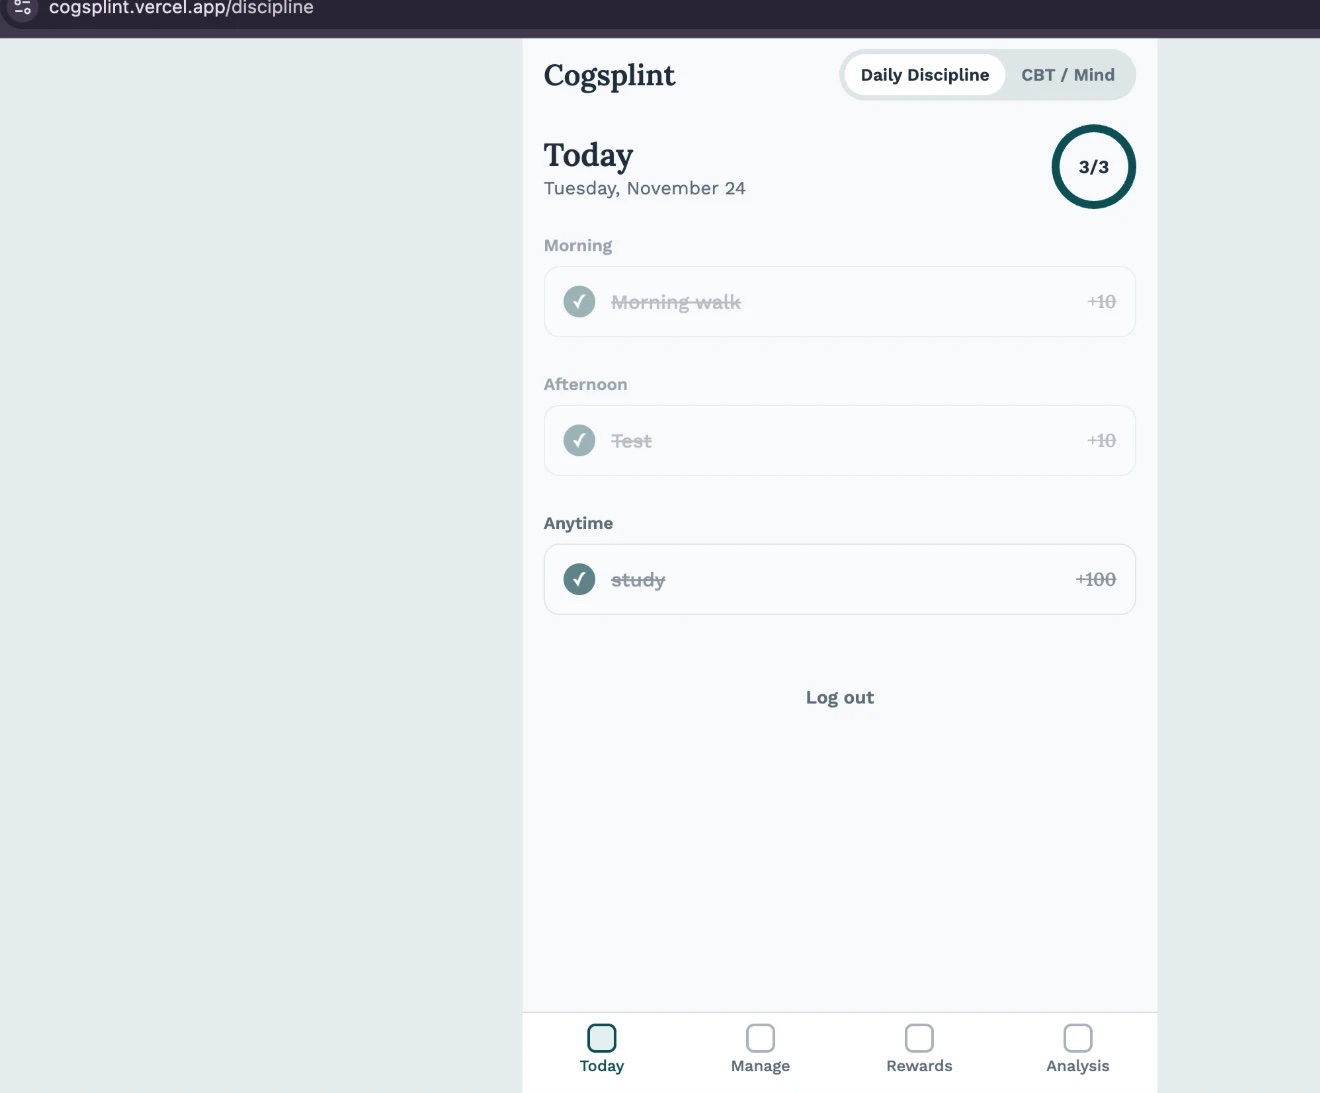 cogsplint.vercel.app/discipline
Cogsplint
Daily Discipline
CBT / Mind
Today
Tuesday, November 24
3/3
Morning
Morning walk
+10
Afternoon
Test
+10
Anytime
study
+100
Log out
Today
Manage
Rewards
Analysis